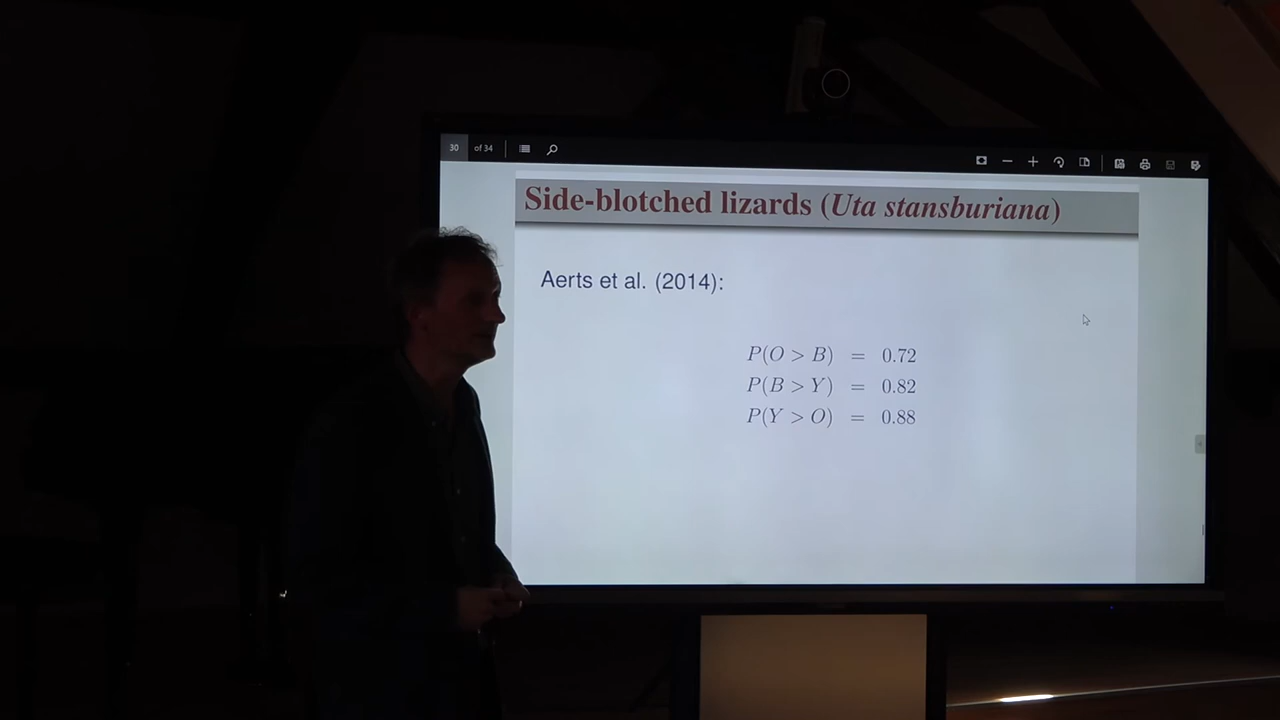 30 of 34
Side-blotched lizards (Uta stansburiana)
Aerts et al. (2014):
P(O > B) = 0.72
P(B > Y) = 0.82
P(Y > O) = 0.88